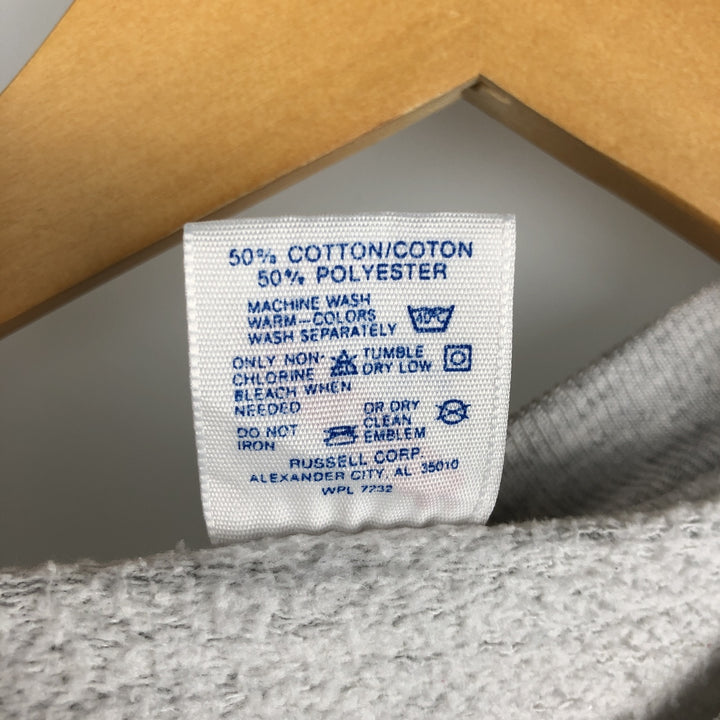 50% COTTON/COTON
50% POLYESTER
MACHINE WASH
WARM-COLORS
WASH SEPARATELY
40°C
ONLY NON-
CHLORINE
BLEACH WHEN
NEEDED
TUMBLE
DRY LOW
DO NOT
IRON
OR DRY
CLEAN
EMBLEM
RUSSELL CORP.
ALEXANDER CITY, AL 35010
WPL 7232